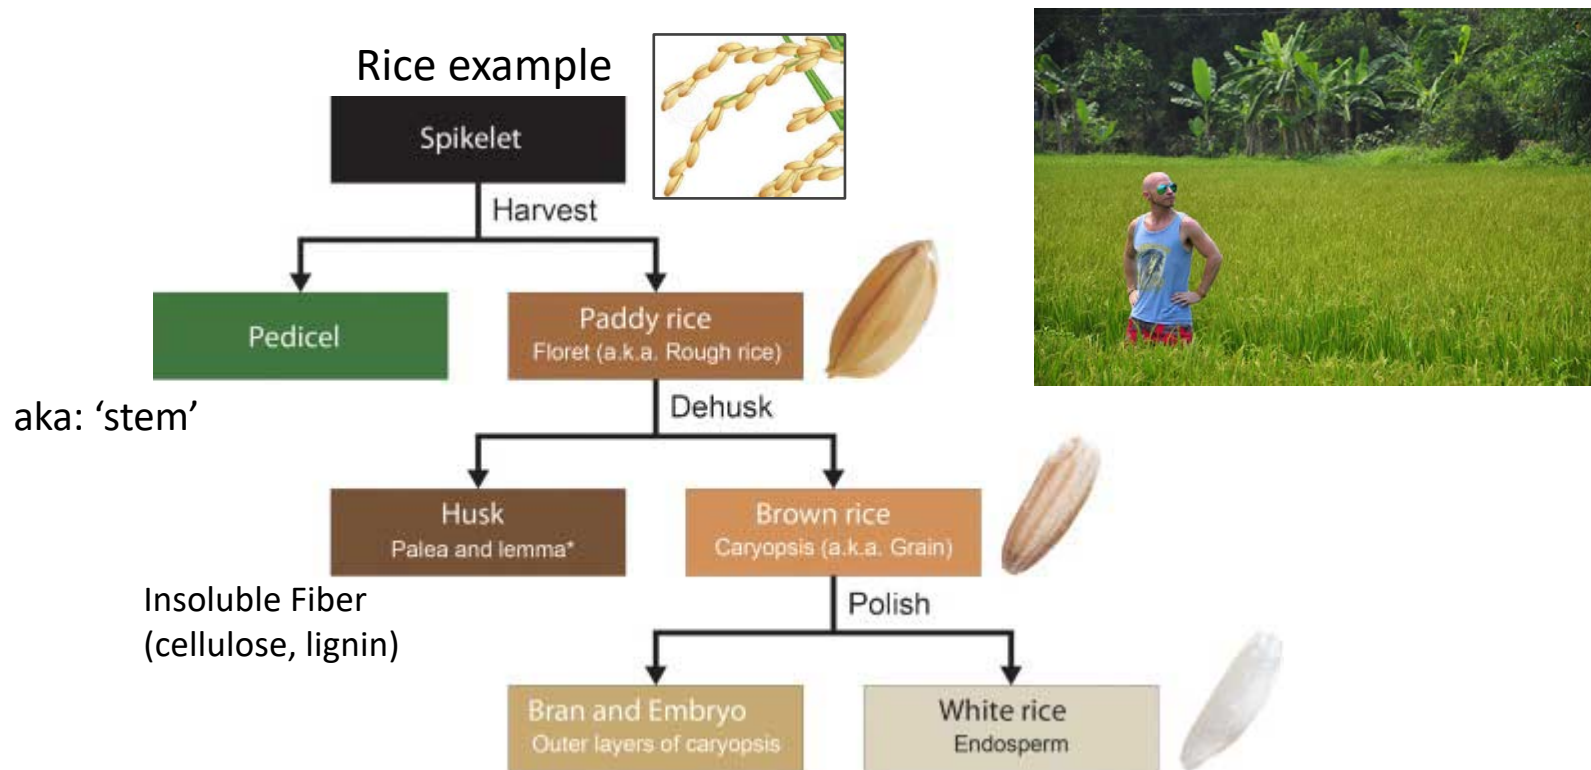 Rice example
Spikelet
Harvest
Pedicel
Paddy rice
Floret (a.k.a. Rough rice)
aka: ‘stem’
Dehusk
Husk
Palea and lemma*
Brown rice
Caryopsis (a.k.a. Grain)
Insoluble Fiber
(cellulose, lignin)
Polish
Bran and Embryo
Outer layers of caryopsis
White rice
Endosperm